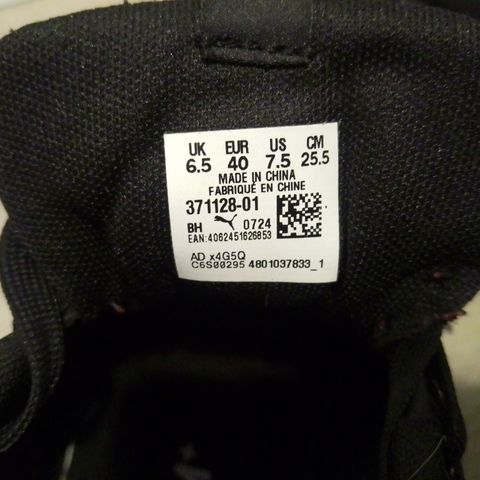 UK EUR US CM
6.5 40 7.5 25.5
MADE IN CHINA
FABRIQUÉ EN CHINE
371128-01
BH 0724
EAN:4062451626853
AD x4G5Q
C6S00295 4801037833_1